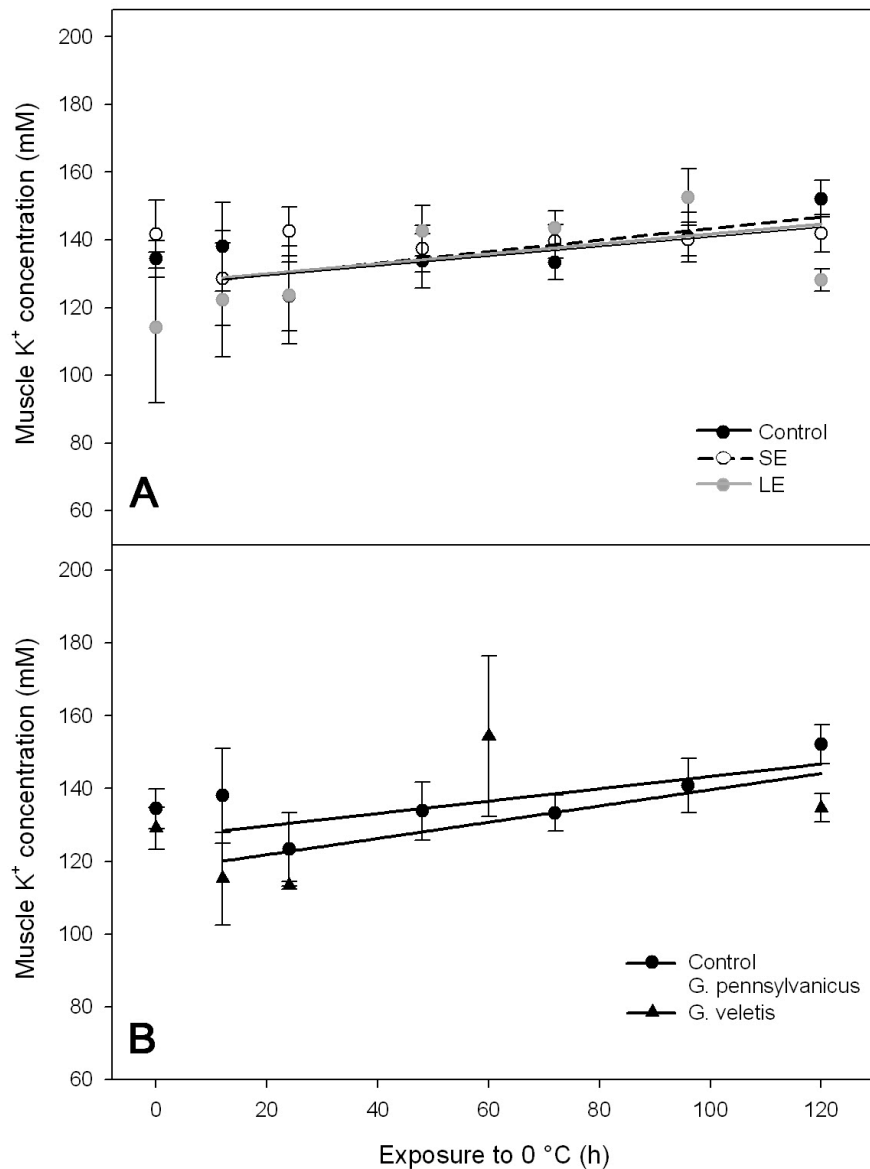 200
180
160
140
120
100
80
60
Muscle K⁺ concentration (mM)
A
Control
SE
LE
200
180
160
140
120
100
80
60
Muscle K⁺ concentration (mM)
B
Control
G. pennsylvanicus
G. veletis
0 20 40 60 80 100 120
Exposure to 0 °C (h)